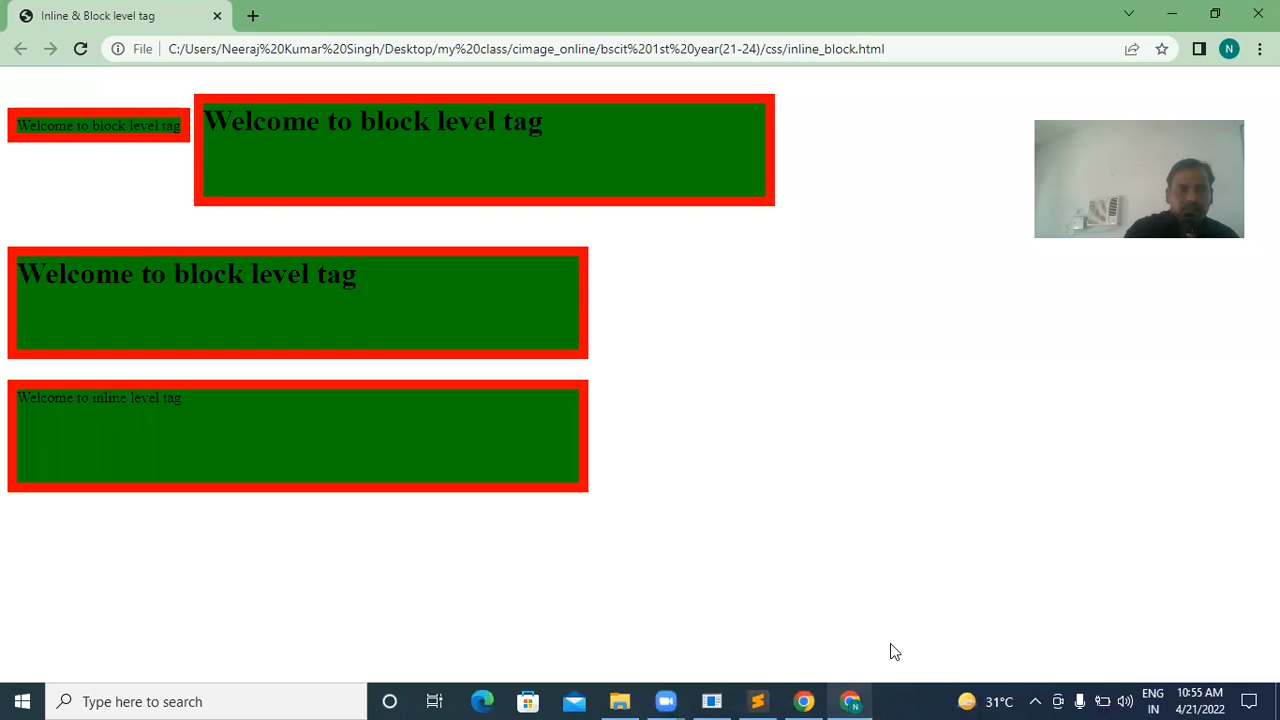 Inline & Block level tag
File
C:/Users/Neeraj%20Kumar%20Singh/Desktop/my%20class/cimage_online/bscit%201st%20year(21-24)/css/inline_block.html
N
Welcome to block level tag
Welcome to block level tag
Welcome to block level tag
Welcome to inline level tag
Type here to search
N
31°C
ENG
IN
10:55 AM
4/21/2022